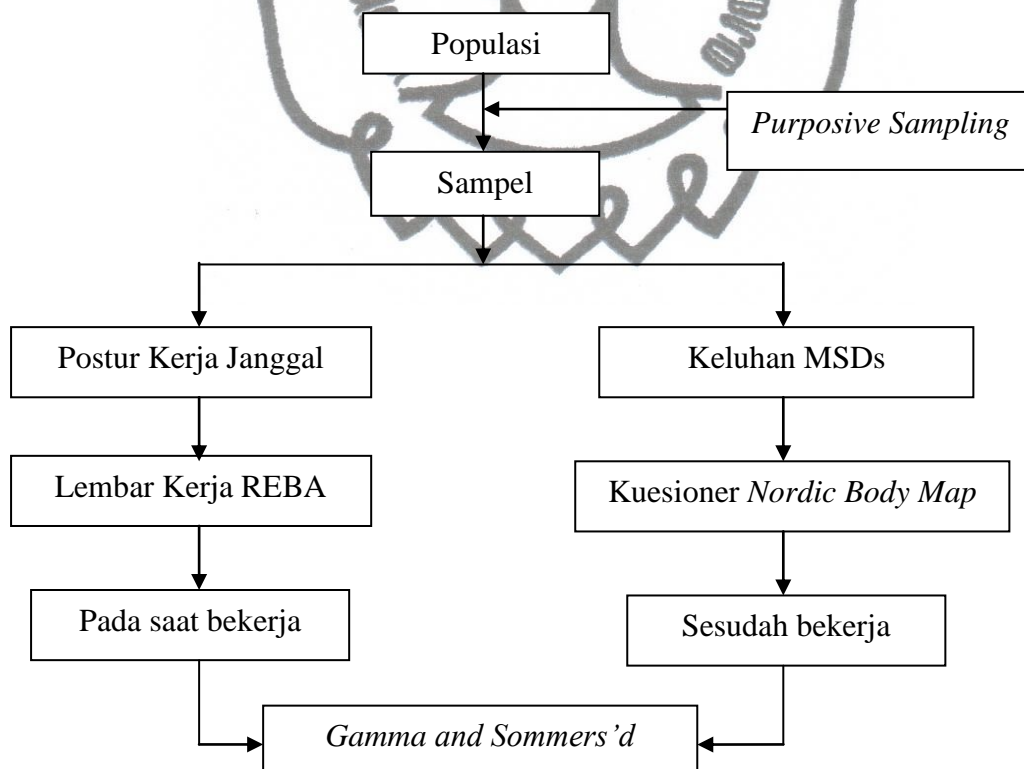 Populasi
Purposive Sampling
Sampel
Postur Kerja Janggal
Keluhan MSDs
Lembar Kerja REBA
Kuesioner Nordic Body Map
Pada saat bekerja
Sesudah bekerja
Gamma and Sommers’d